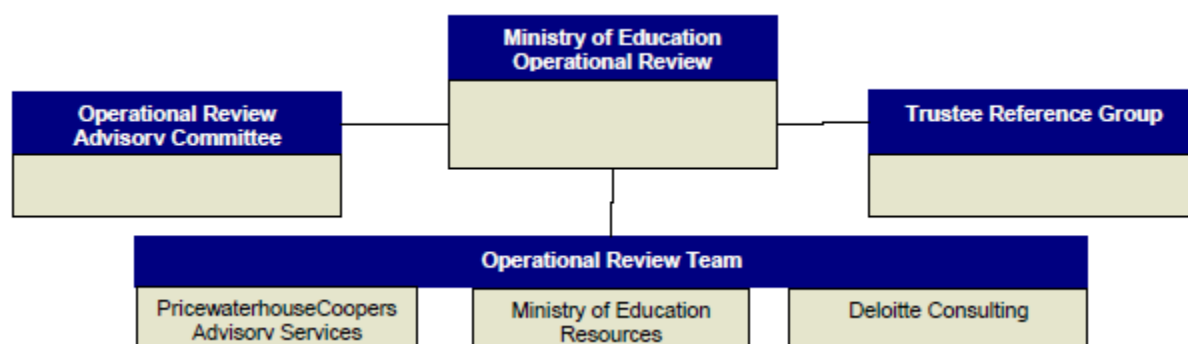 Ministry of Education
Operational Review
Operational Review
Advisory Committee
Trustee Reference Group
Operational Review Team
PricewaterhouseCoopers
Advisory Services
Ministry of Education
Resources
Deloitte Consulting